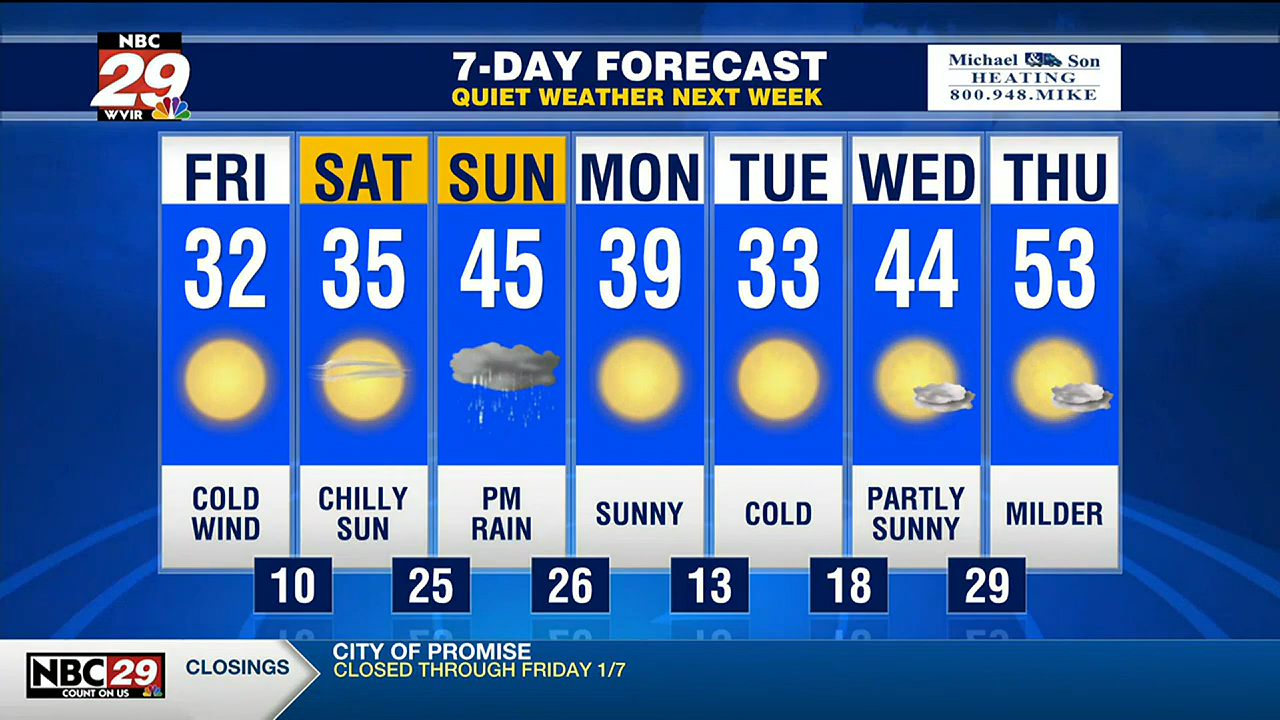 NBC
29
WVIR
7-DAY FORECAST
QUIET WEATHER NEXT WEEK
Michael & Son
HEATING
800.948.MIKE
FRI SAT SUN MON TUE WED THU
32 35 45 39 33 44 53
COLD WIND
CHILLY SUN
PM RAIN
SUNNY
COLD
PARTLY SUNNY
MILDER
10 25 26 13 18 29
NBC 29
COUNT ON US
CLOSINGS
CITY OF PROMISE
CLOSED THROUGH FRIDAY 1/7